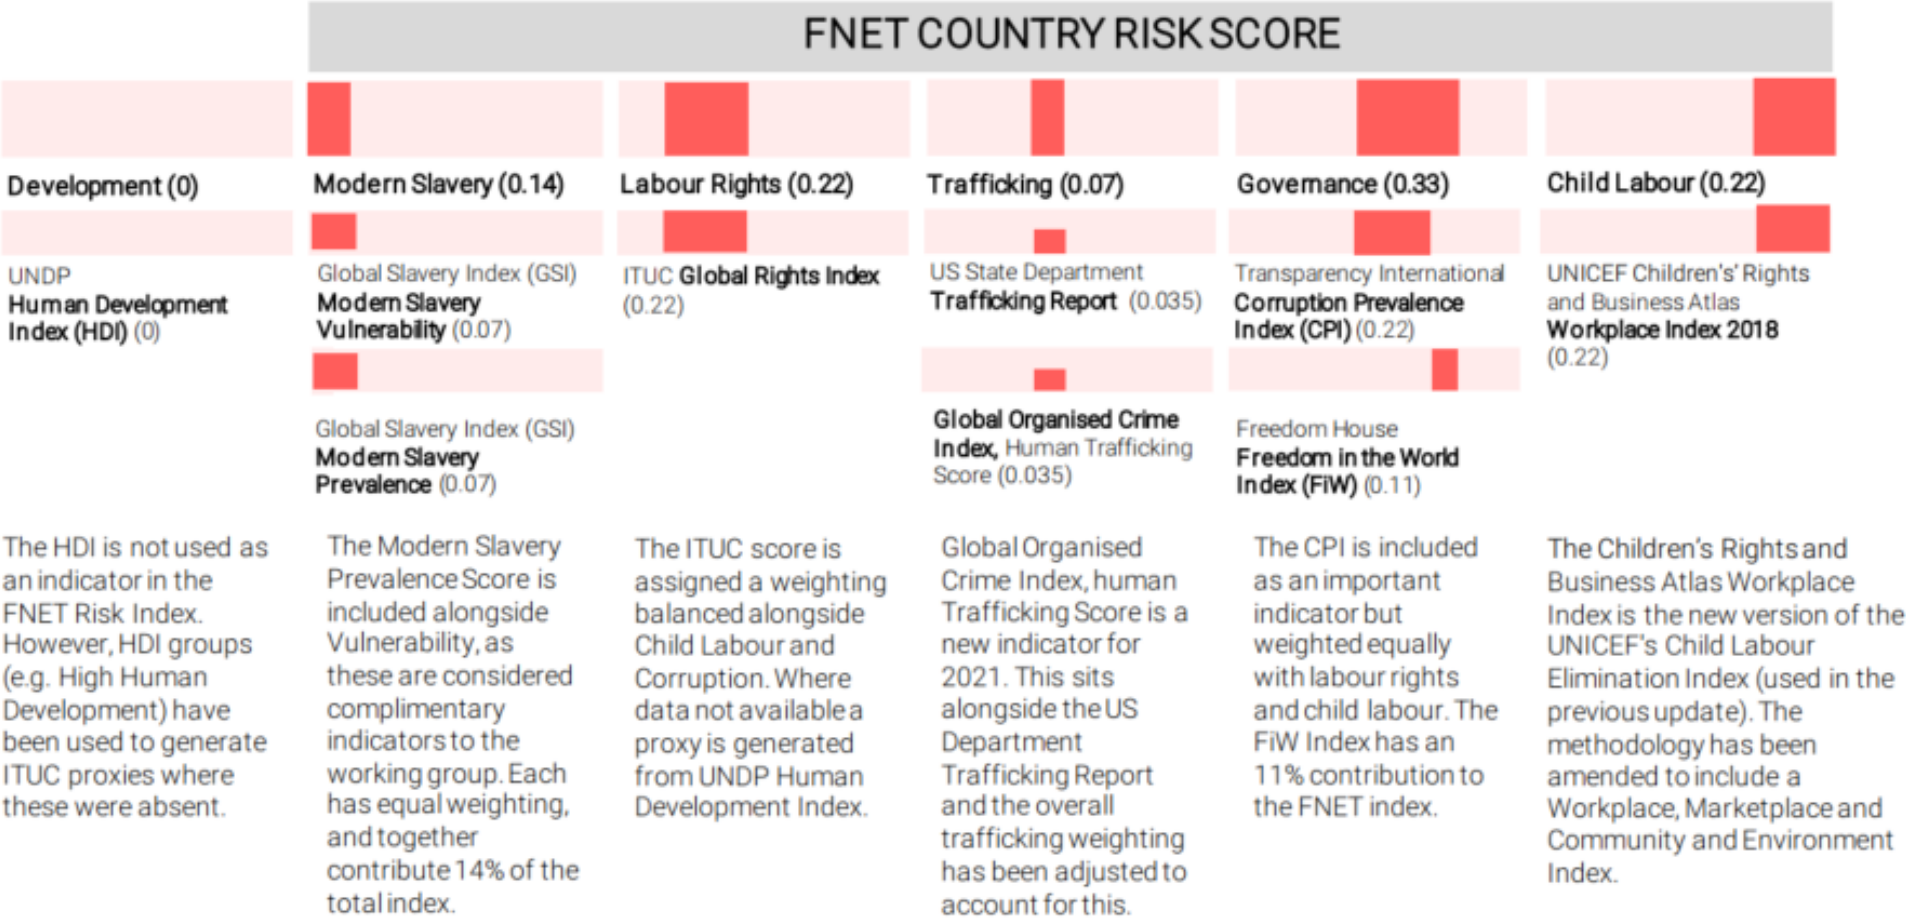 FNET COUNTRY RISK SCORE
Development (0)
UNDP
Human Development
Index (HDI) (0)
The HDI is not used as
an indicator in the
FNET Risk Index.
However, HDI groups
(e.g. High Human
Development) have
been used to generate
ITUC proxies where
these were absent.
Modern Slavery (0.14)
Global Slavery Index (GSI)
Modern Slavery
Vulnerability (0.07)
Global Slavery Index (GSI)
Modern Slavery
Prevalence (0.07)
The Modern Slavery
Prevalence Score is
included alongside
Vulnerability, as
these are considered
complimentary
indicators to the
working group. Each
has equal weighting,
and together
contribute 14% of the
total index.
Labour Rights (0.22)
ITUC Global Rights Index
(0.22)
The ITUC score is
assigned a weighting
balanced alongside
Child Labour and
Corruption. Where
data not available a
proxy is generated
from UNDP Human
Development Index.
Trafficking (0.07)
US State Department
Trafficking Report (0.035)
Global Organised Crime
Index, Human Trafficking
Score (0.035)
Global Organised
Crime Index, human
Trafficking Score is a
new indicator for
2021. This sits
alongside the US
Department
Trafficking Report
and the overall
trafficking weighting
has been adjusted to
account for this.
Governance (0.33)
Transparency International
Corruption Prevalence
Index (CPI) (0.22)
Freedom House
Freedom in the World
Index (FiW) (0.11)
The CPI is included
as an important
indicator but
weighted equally
with labour rights
and child labour. The
FiW Index has an
11% contribution to
the FNET index.
Child Labour (0.22)
UNICEF Children's' Rights
and Business Atlas
Workplace Index 2018
(0.22)
The Children's Rights and
Business Atlas Workplace
Index is the new version of the
UNICEF's Child Labour
Elimination Index (used in the
previous update). The
methodology has been
amended to include a
Workplace, Marketplace and
Community and Environment
Index.